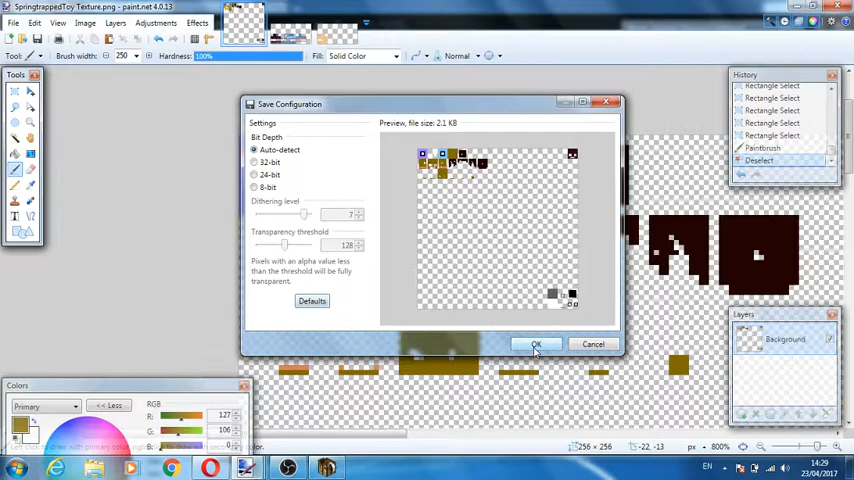 SpringtrappedToy Texture.png - paint.net 4.0.13
File Edit View Image Layers Adjustments Effects
Tool: Brush width: 250 Hardness: 100% Fill: Solid Color Normal
Tools
Save Configuration
Settings
Bit Depth
Auto-detect
32-bit
24-bit
8-bit
Dithering level
7
Transparency threshold
128
Pixels with an alpha value less
than the threshold will be fully
transparent.
Defaults
Preview, file size: 2.1 KB
OK Cancel
History
Rectangle Select
Rectangle Select
Rectangle Select
Rectangle Select
Rectangle Select
Paintbrush
Deselect
Layers
Background
Colors
Primary << Less
RGB
R: 127
G: 106
B: 0
256 × 256 -22, -13 px 800%
EN 14:29
23/04/2017